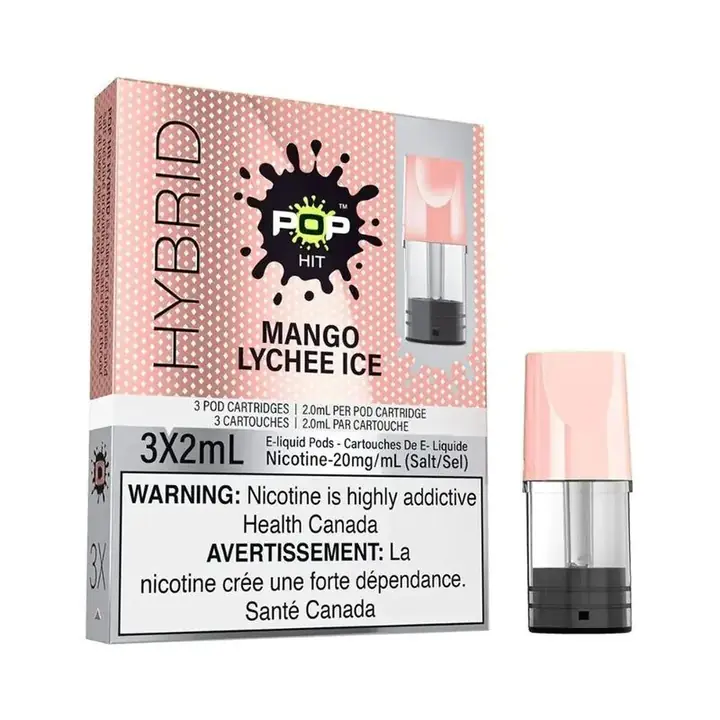 HYBRID
POP™
HIT
MANGO
LYCHEE ICE
3 POD CARTRIDGES | 2.0mL PER POD CARTRIDGE
3 CARTOUCHES | 2.0mL PAR CARTOUCHE
3X2mL
E-liquid Pods - Cartouches De E- Liquide
Nicotine-20mg/mL (Salt/Sel)
WARNING: Nicotine is highly addictive
Health Canada
AVERTISSEMENT: La
nicotine crée une forte dépendance.
Santé Canada
3X